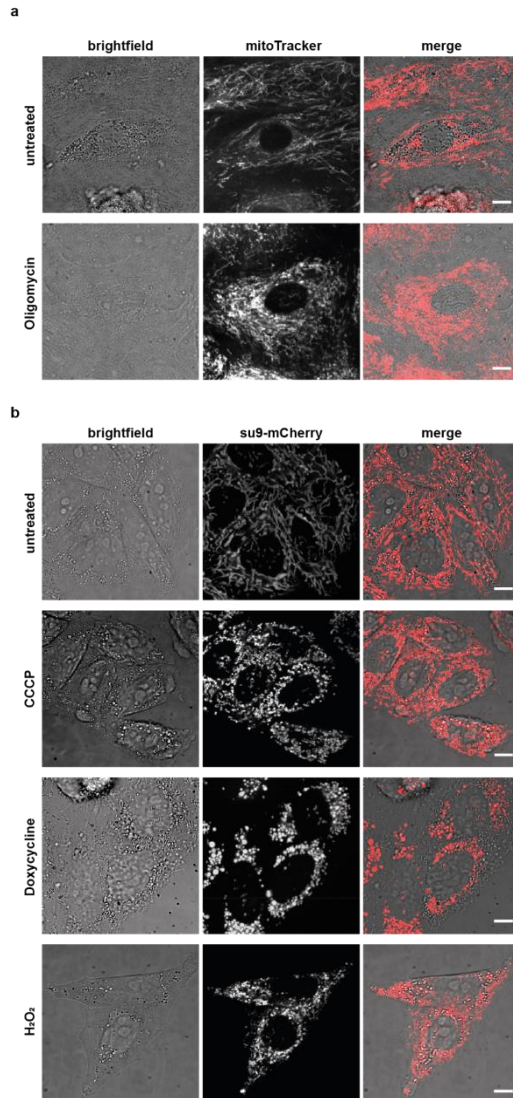 a
brightfield mitoTracker merge
untreated
Oligomycin
b
brightfield su9-mCherry merge
untreated
CCCP
Doxycycline
H₂O₂